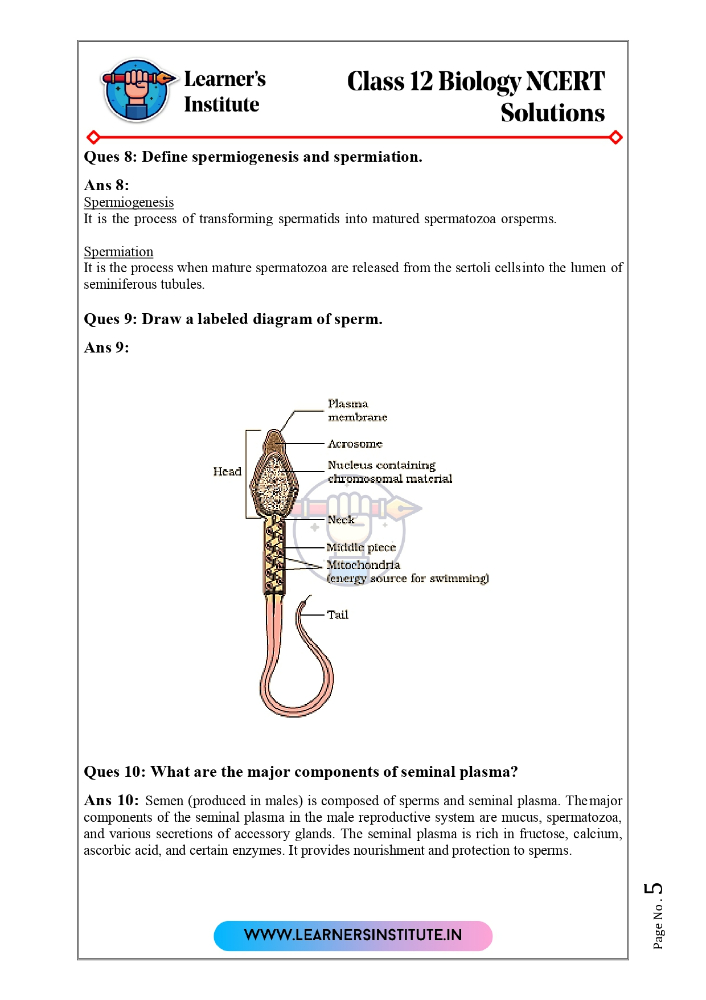 Learner's
Institute
Class 12 Biology NCERT
Solutions
Ques 8: Define spermiogenesis and spermiation.
Ans 8:
Spermiogenesis
It is the process of transforming spermatids into matured spermatozoa orsperms.
Spermiation
It is the process when mature spermatozoa are released from the sertoli cellsinto the lumen of
seminiferous tubules.
Ques 9: Draw a labeled diagram of sperm.
Ans 9:
Plasma
membrane
Acrosome
Head
Nucleus containing
chromosomal material
Neck
Middle piece
Mitochondria
(energy source for swimming)
Tail
Ques 10: What are the major components of seminal plasma?
Ans 10: Semen (produced in males) is composed of sperms and seminal plasma. Themajor
components of the seminal plasma in the male reproductive system are mucus, spermatozoa,
and various secretions of accessory glands. The seminal plasma is rich in fructose, calcium,
ascorbic acid, and certain enzymes. It provides nourishment and protection to sperms.
Page No. 5
WWW.LEARNERSINSTITUTE.IN